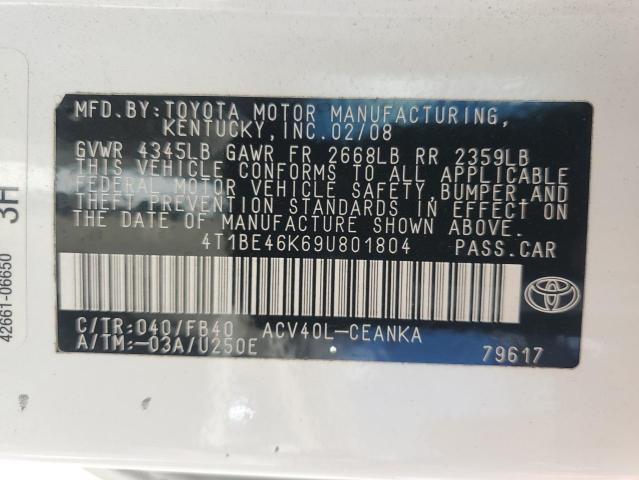 MFD.BY:TOYOTA MOTOR MANUFACTURING,
KENTUCKY,INC.02/08
GVWR 4345LB GAWR FR 2668LB RR 2359LB
THIS VEHICLE CONFORMS TO ALL APPLICABLE
FEDERAL MOTOR VEHICLE SAFETY,BUMPER,AND
THEFT PREVENTION STANDARDS IN EFFECT ON
THE DATE OF MANUFACTURE SHOWN ABOVE.
4T1BE46K69U801804 PASS.CAR
C/TR:040/FB40 ACV40L-CEANKA
A/TM:-03A/U250E
79617
42661-06650 3H